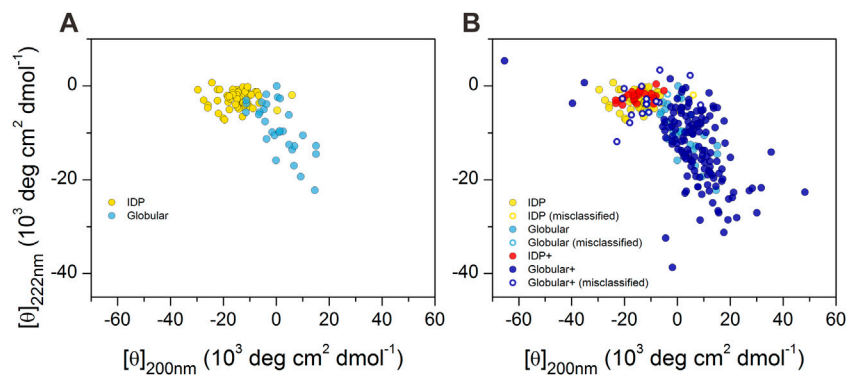 A
[θ]222nm (10³ deg cm² dmol⁻¹)
0
-20
-40
IDP
Globular
-60
-40
-20
0
20
40
60
[θ]200nm (10³ deg cm² dmol⁻¹)
B
[θ]222nm (10³ deg cm² dmol⁻¹)
0
-20
-40
IDP
IDP (misclassified)
Globular
Globular (misclassified)
IDP+
Globular+
Globular+ (misclassified)
-60
-40
-20
0
20
40
60
[θ]200nm (10³ deg cm² dmol⁻¹)